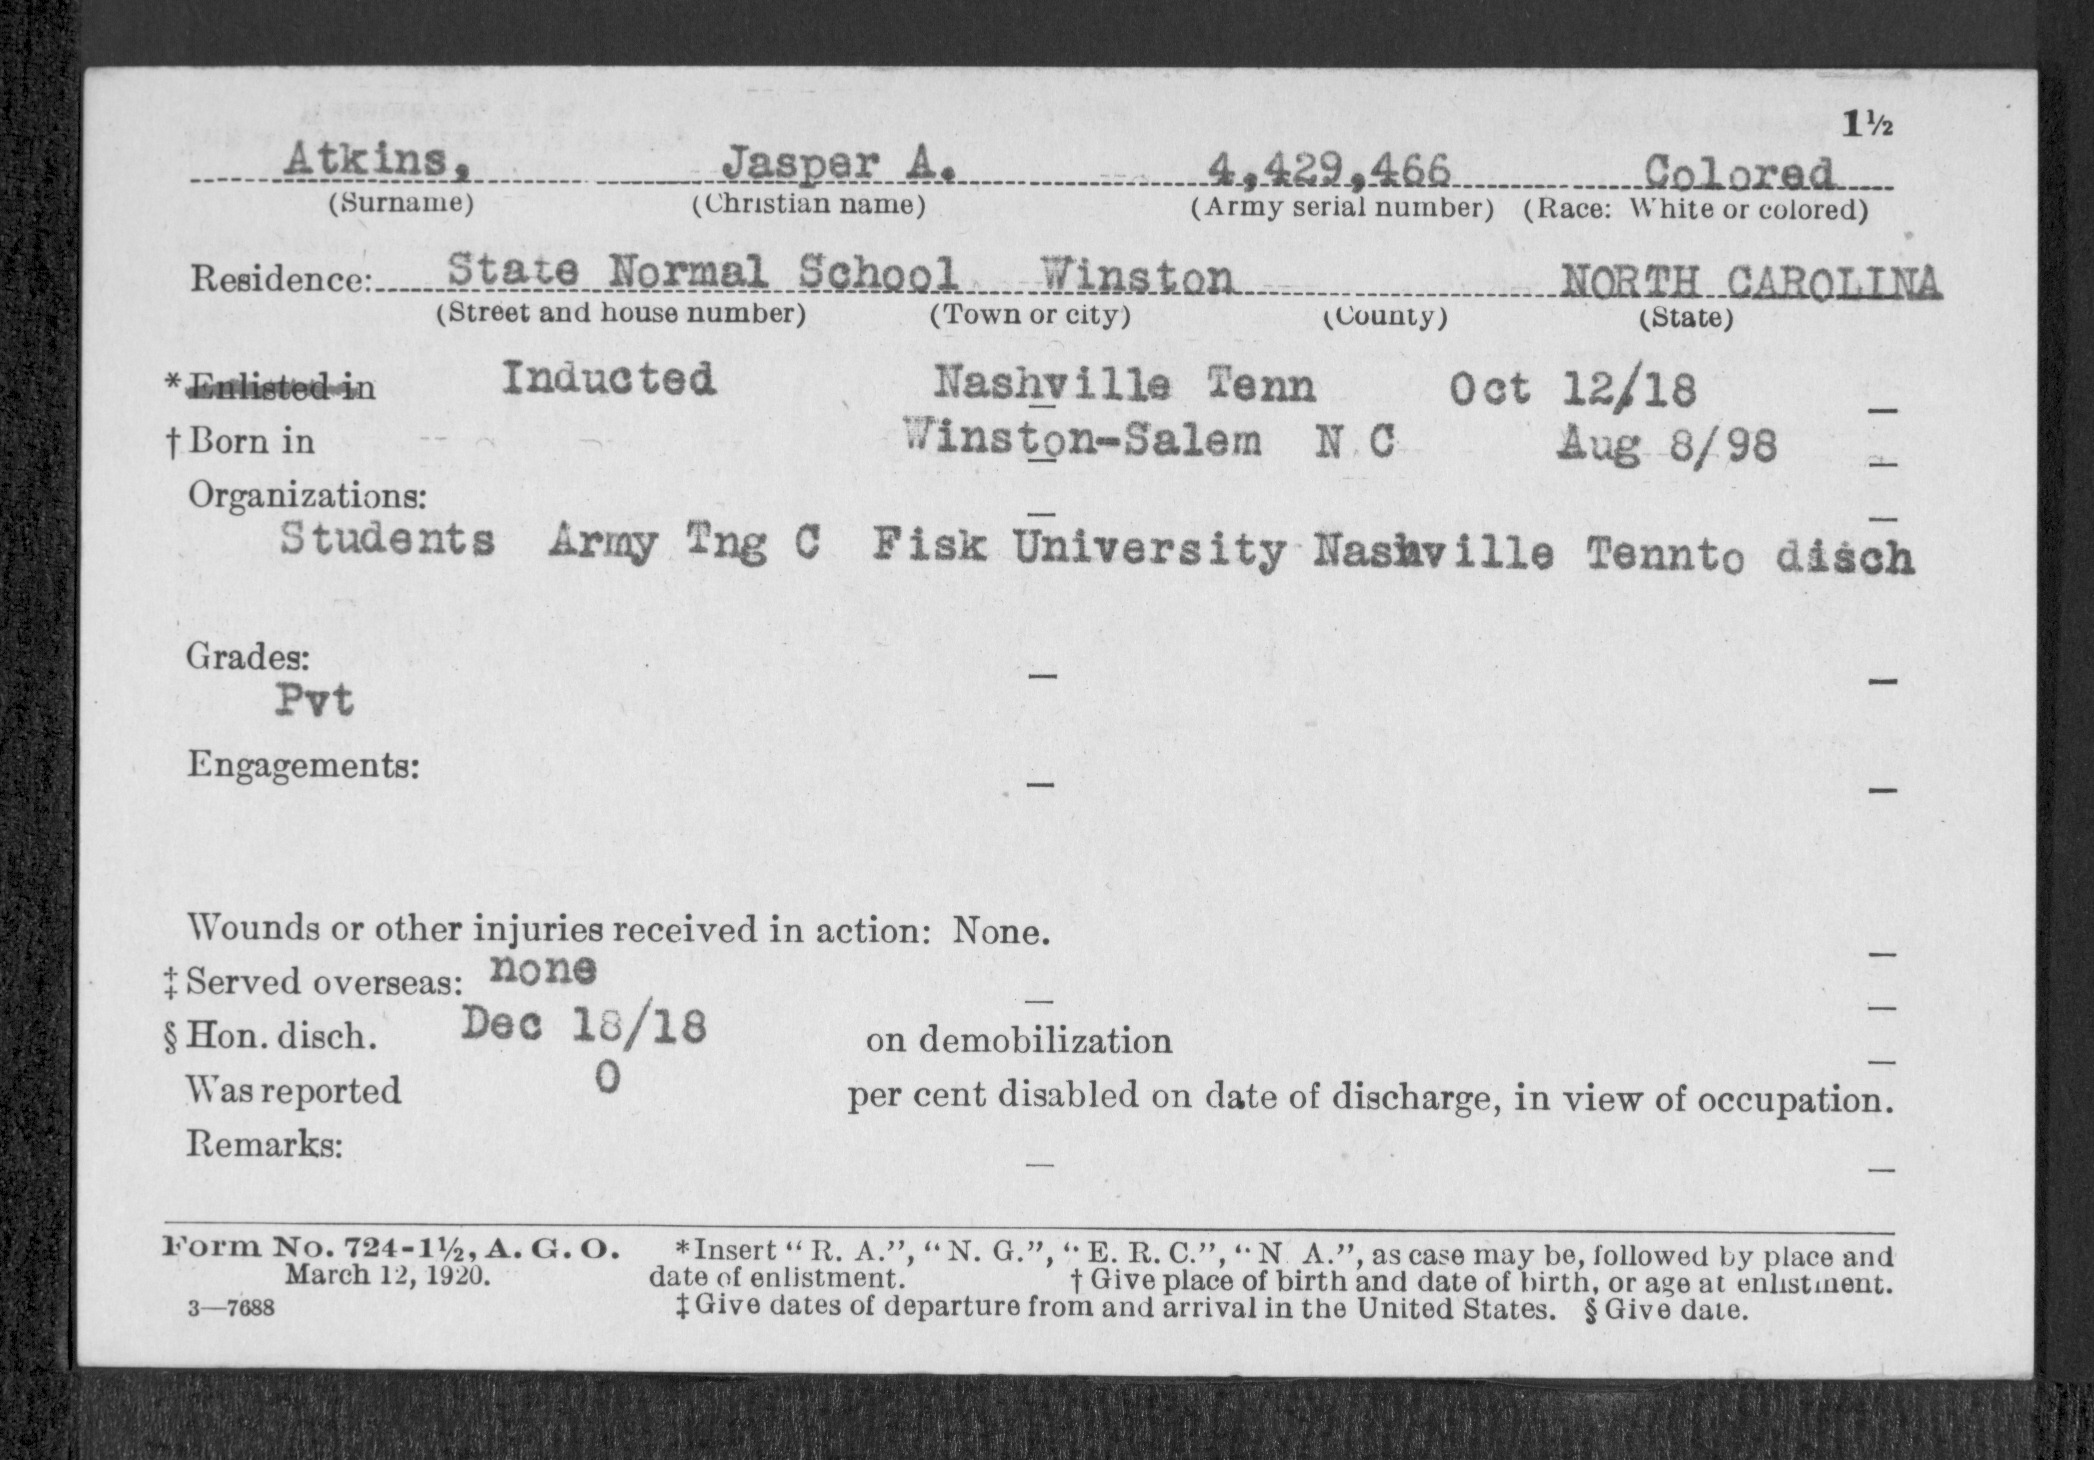 1½
Atkins, Jasper A. 4,429,466 Colored
(Surname) (Christian name) (Army serial number) (Race: White or colored)
Residence: State Normal School Winston NORTH CAROLINA
(Street and house number) (Town or city) (County) (State)
* Enlisted in Inducted Nashville Tenn Oct 12/18
† Born in Winston-Salem N C Aug 8/98
Organizations:
Students Army Tng C Fisk University Nashville Tennto disch
Grades:
Pvt
Engagements:
Wounds or other injuries received in action: None.
‡ Served overseas: none
§ Hon. disch. Dec 18/18 on demobilization
Was reported 0 per cent disabled on date of discharge, in view of occupation.
Remarks:
Form No. 724-1½, A. G. O. *Insert "R. A.", "N. G.", "E. R. C.", "N A.", as case may be, followed by place and
March 12, 1920. date of enlistment. † Give place of birth and date of birth, or age at enlistment.
3—7688 ‡ Give dates of departure from and arrival in the United States. § Give date.